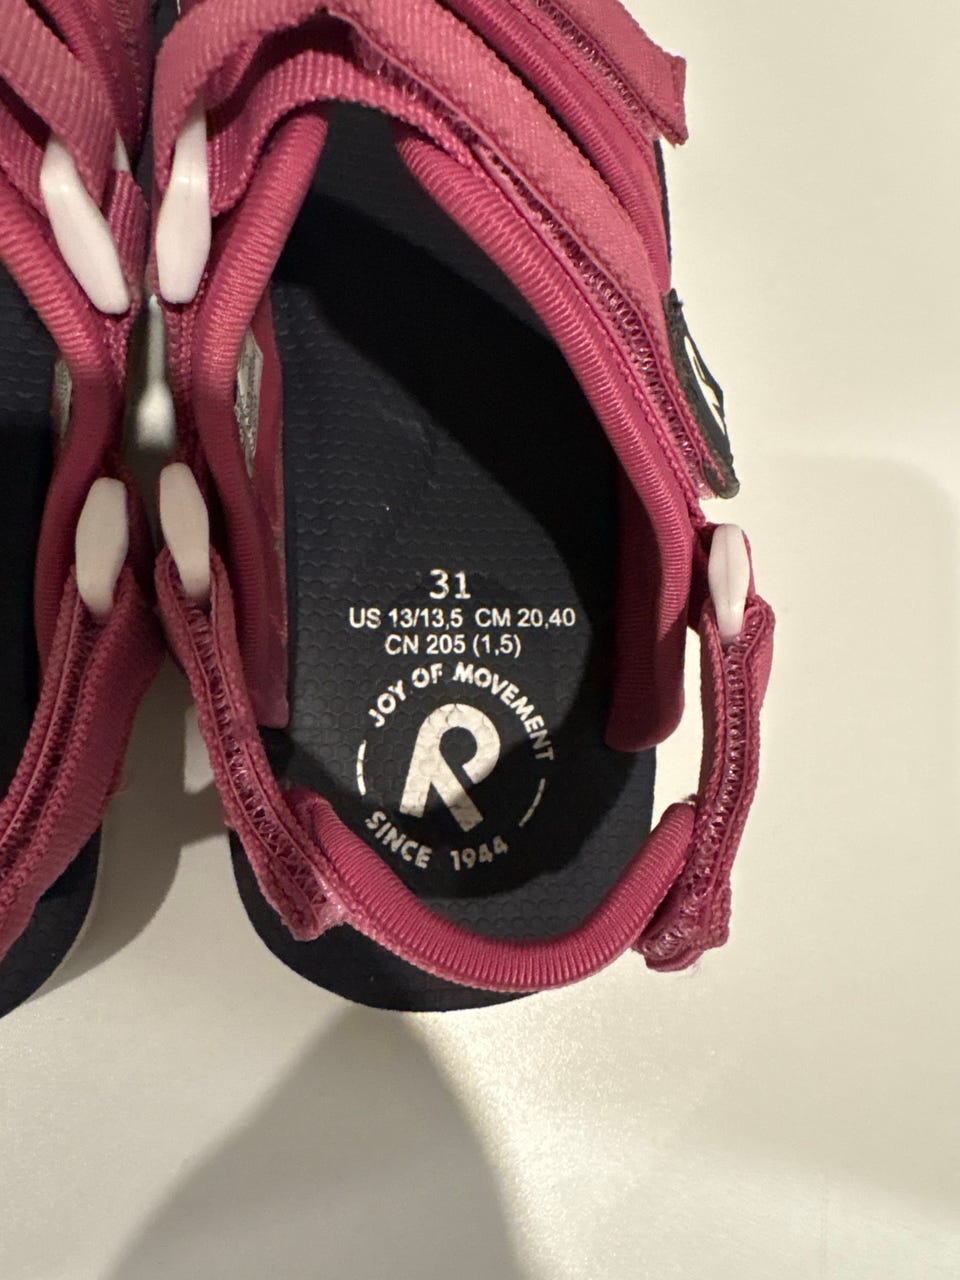 31
US 13/13,5 CM 20,40
CN 205 (1,5)
JOY OF MOVEMENT
R
SINCE 1944